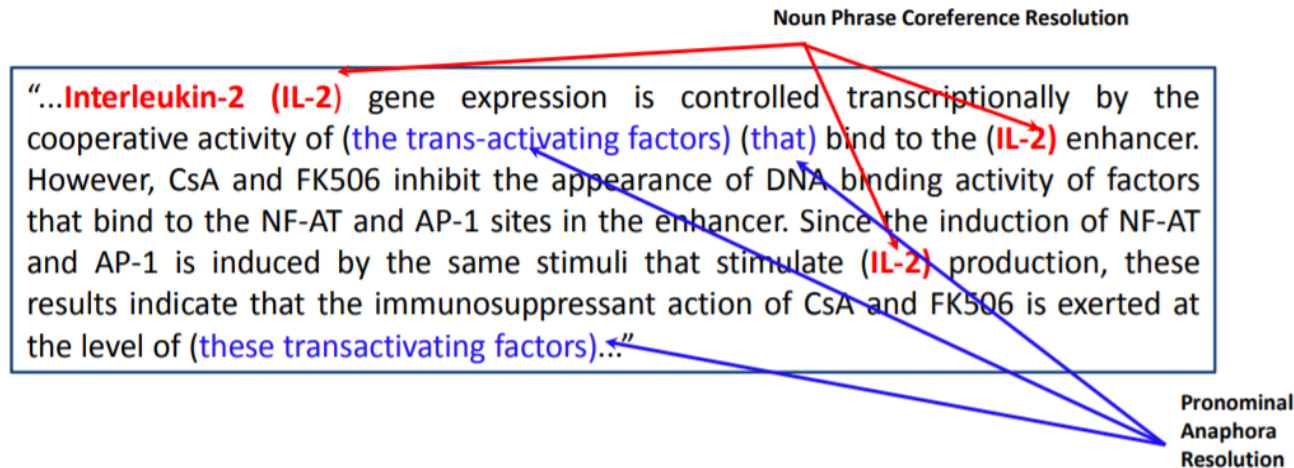 Noun Phrase Coreference Resolution
“...Interleukin-2 (IL-2) gene expression is controlled transcriptionally by the
cooperative activity of (the trans-activating factors) (that) bind to the (IL-2) enhancer.
However, CsA and FK506 inhibit the appearance of DNA binding activity of factors
that bind to the NF-AT and AP-1 sites in the enhancer. Since the induction of NF-AT
and AP-1 is induced by the same stimuli that stimulate (IL-2) production, these
results indicate that the immunosuppressant action of CsA and FK506 is exerted at
the level of (these transactivating factors)...”
Pronominal
Anaphora
Resolution